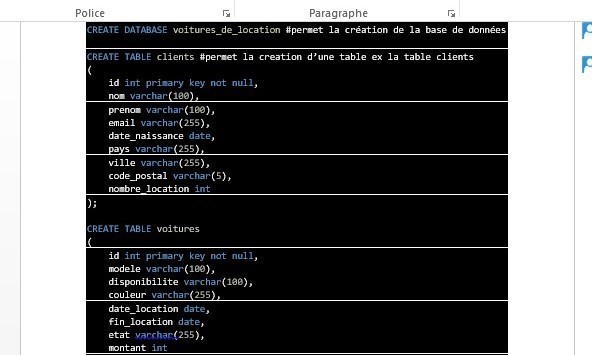 Police
Paragraphe
CREATE DATABASE voitures_de_location #permet la création de la base de données
CREATE TABLE clients #permet la creation d’une table ex la table clients
(
id int primary key not null,
nom varchar(100),
prenom varchar(100),
email varchar(255),
date_naissance date,
pays varchar(255),
ville varchar(255),
code_postal varchar(5),
nombre_location int
);
CREATE TABLE voitures
(
id int primary key not null,
modele varchar(100),
disponibilite varchar(100),
couleur varchar(255),
date_location date,
fin_location date,
etat varchar(255),
montant int